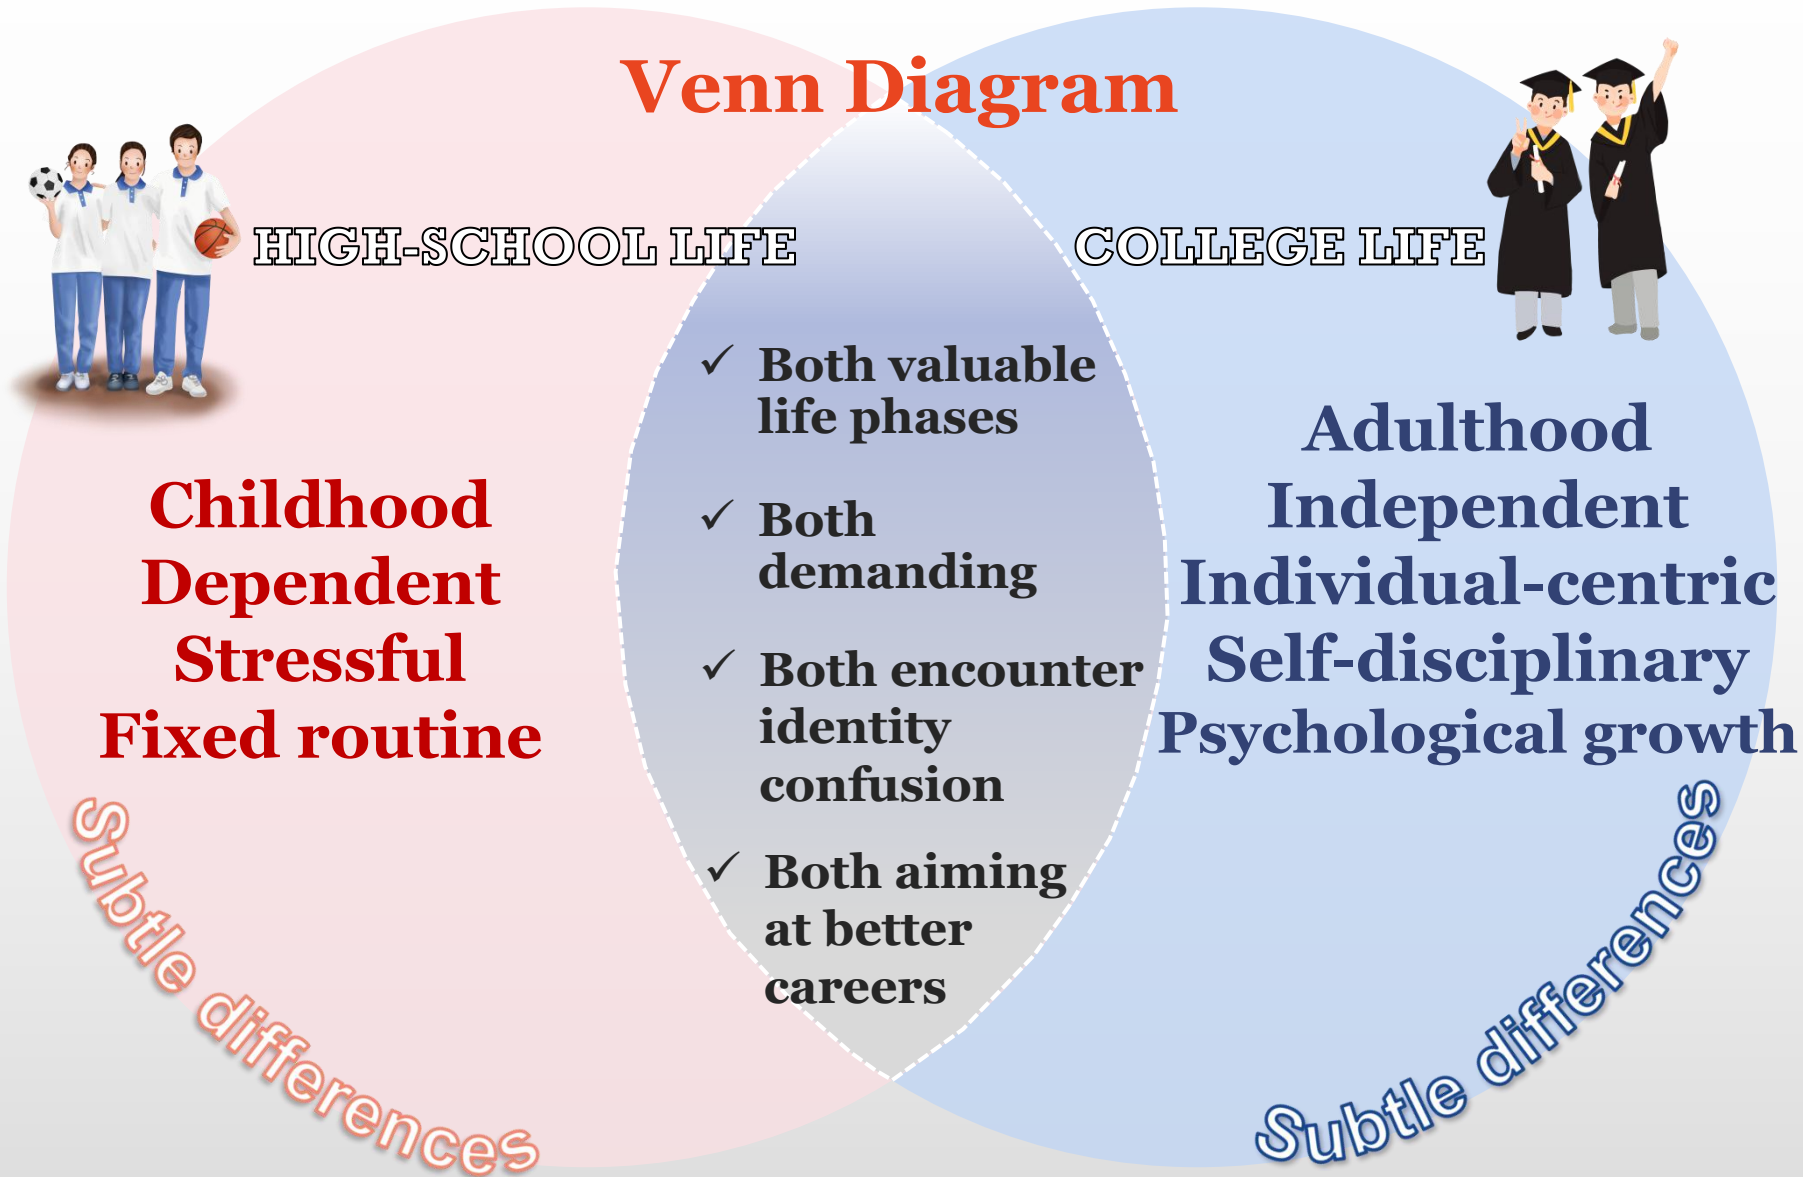 Venn Diagram
HIGH-SCHOOL LIFE
Childhood
Dependent
Stressful
Fixed routine
Subtle differences
✓ Both valuable
life phases
✓ Both
demanding
✓ Both encounter
identity
confusion
✓ Both aiming
at better
careers
COLLEGE LIFE
Adulthood
Independent
Individual-centric
Self-disciplinary
Psychological growth
Subtle differences